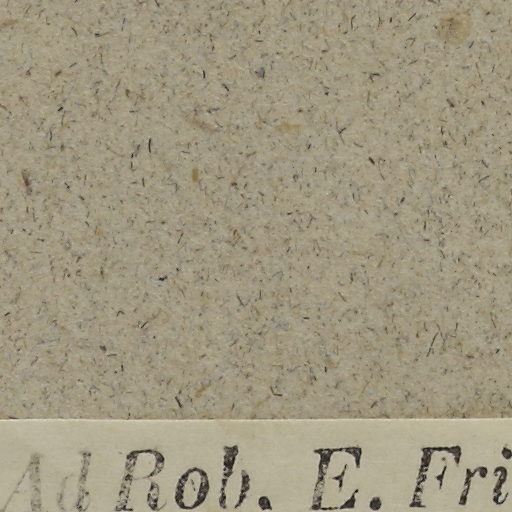 Ad Rob. E. Fri